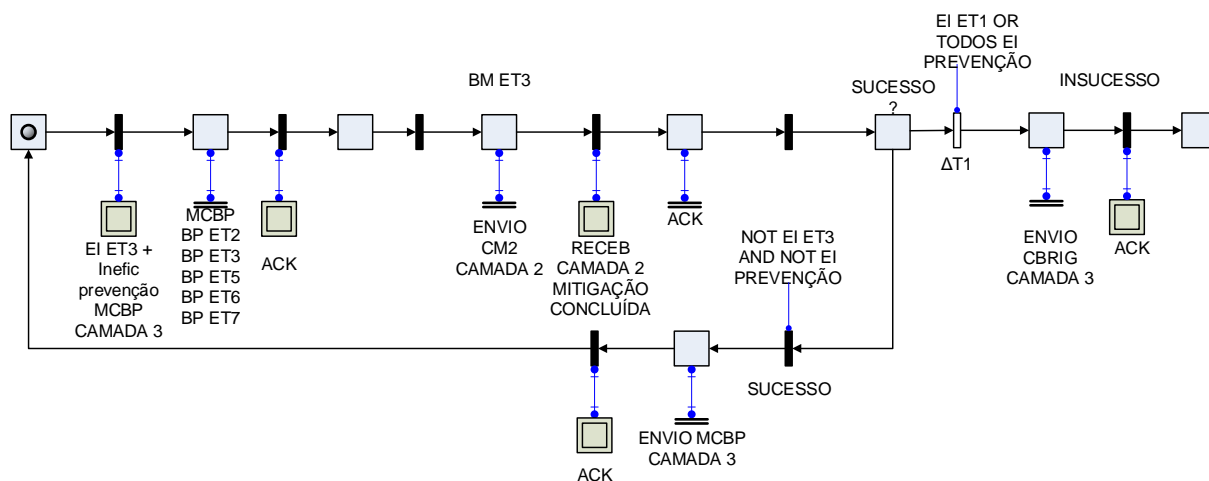 EI ET1 OR
TODOS EI
PREVENÇÃO
BM ET3
SUCESSO
?
INSUCESSO
ΔT1
EI ET3 +
Inefic
prevenção
MCBP
CAMADA 3
MCBP
BP ET2
BP ET3
BP ET5
BP ET6
BP ET7
ACK
ENVIO
CM2
CAMADA 2
RECEB
CAMADA 2
MITIGAÇÃO
CONCLUÍDA
ACK
NOT EI ET3
AND NOT EI
PREVENÇÃO
ENVIO
CBRIG
CAMADA 3
ACK
SUCESSO
ENVIO MCBP
CAMADA 3
ACK